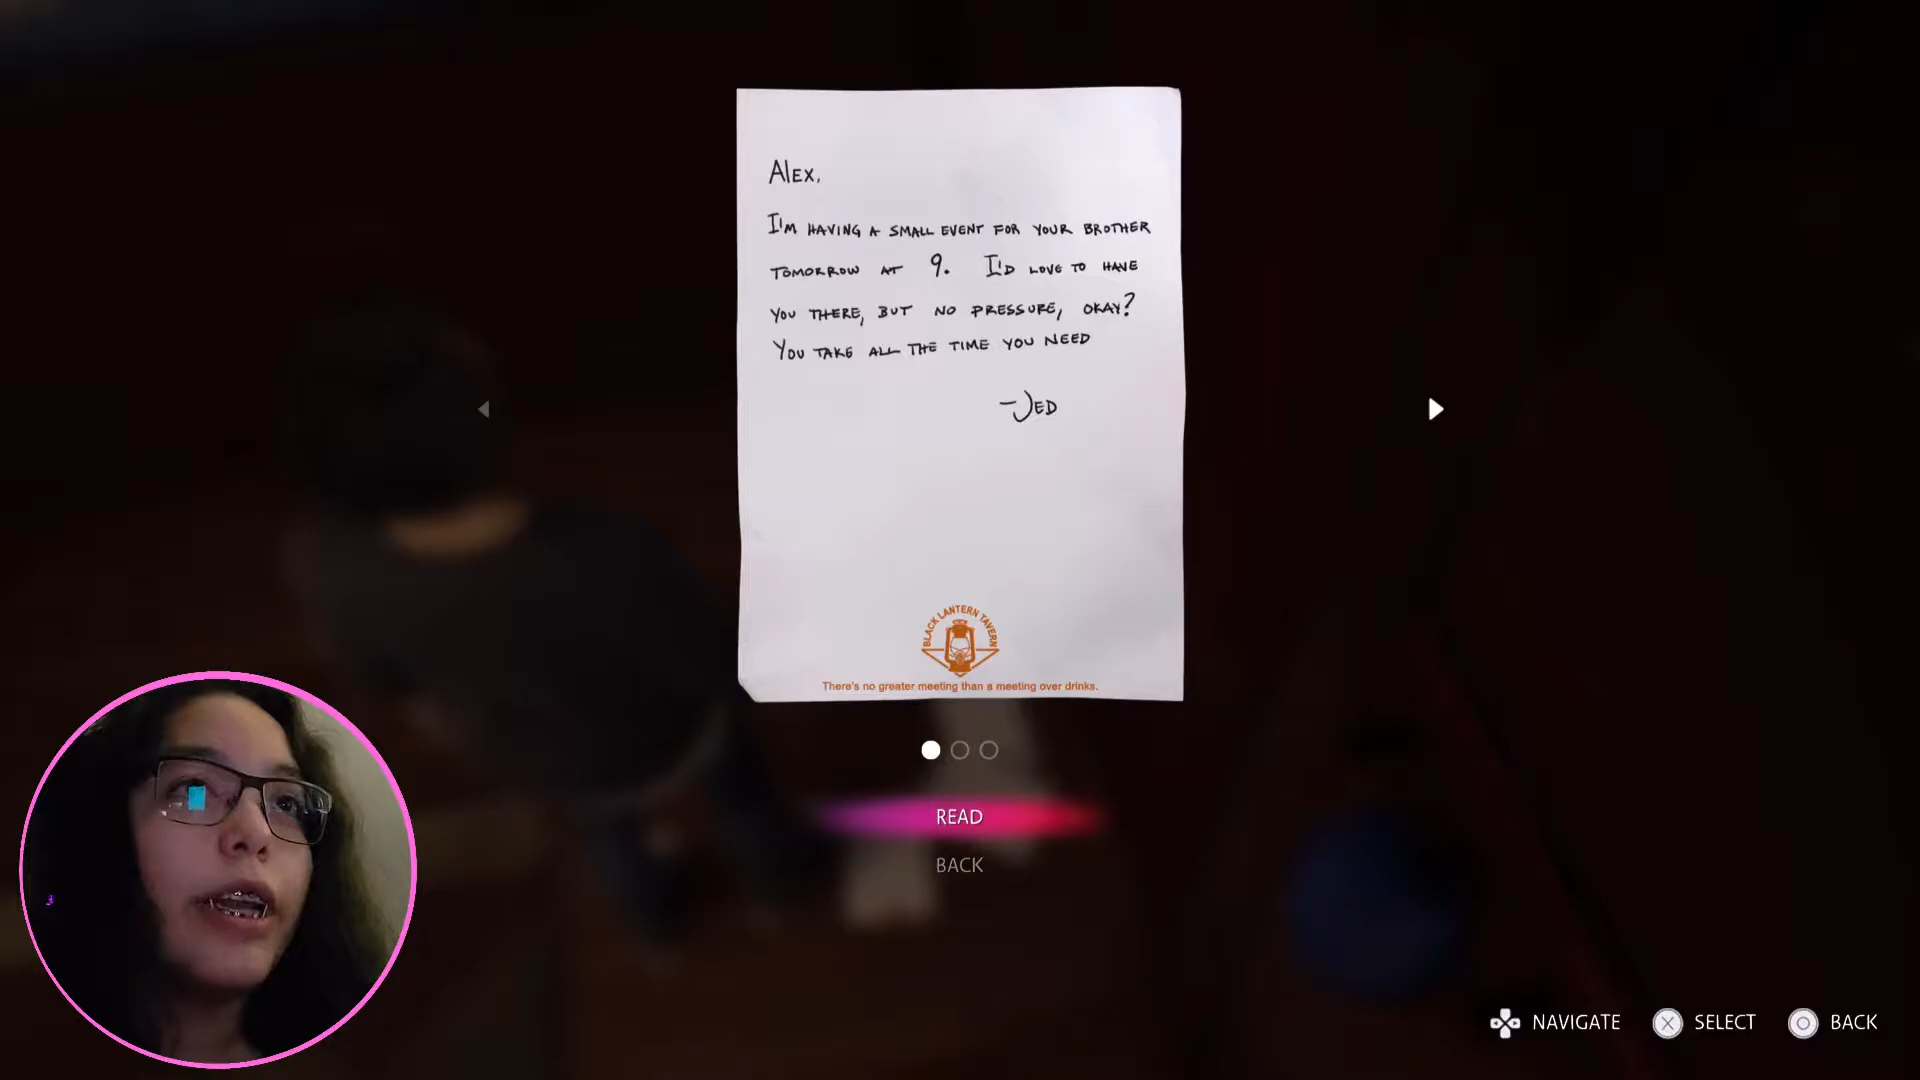 Alex,
I'm having a small event for your brother
tomorrow at 9. I'd love to have
you there, but no pressure, okay?
You take all the time you need
-Jed
BLACK LANTERN TAVERN
There's no greater meeting than a meeting over drinks.
READ
BACK
NAVIGATE SELECT BACK